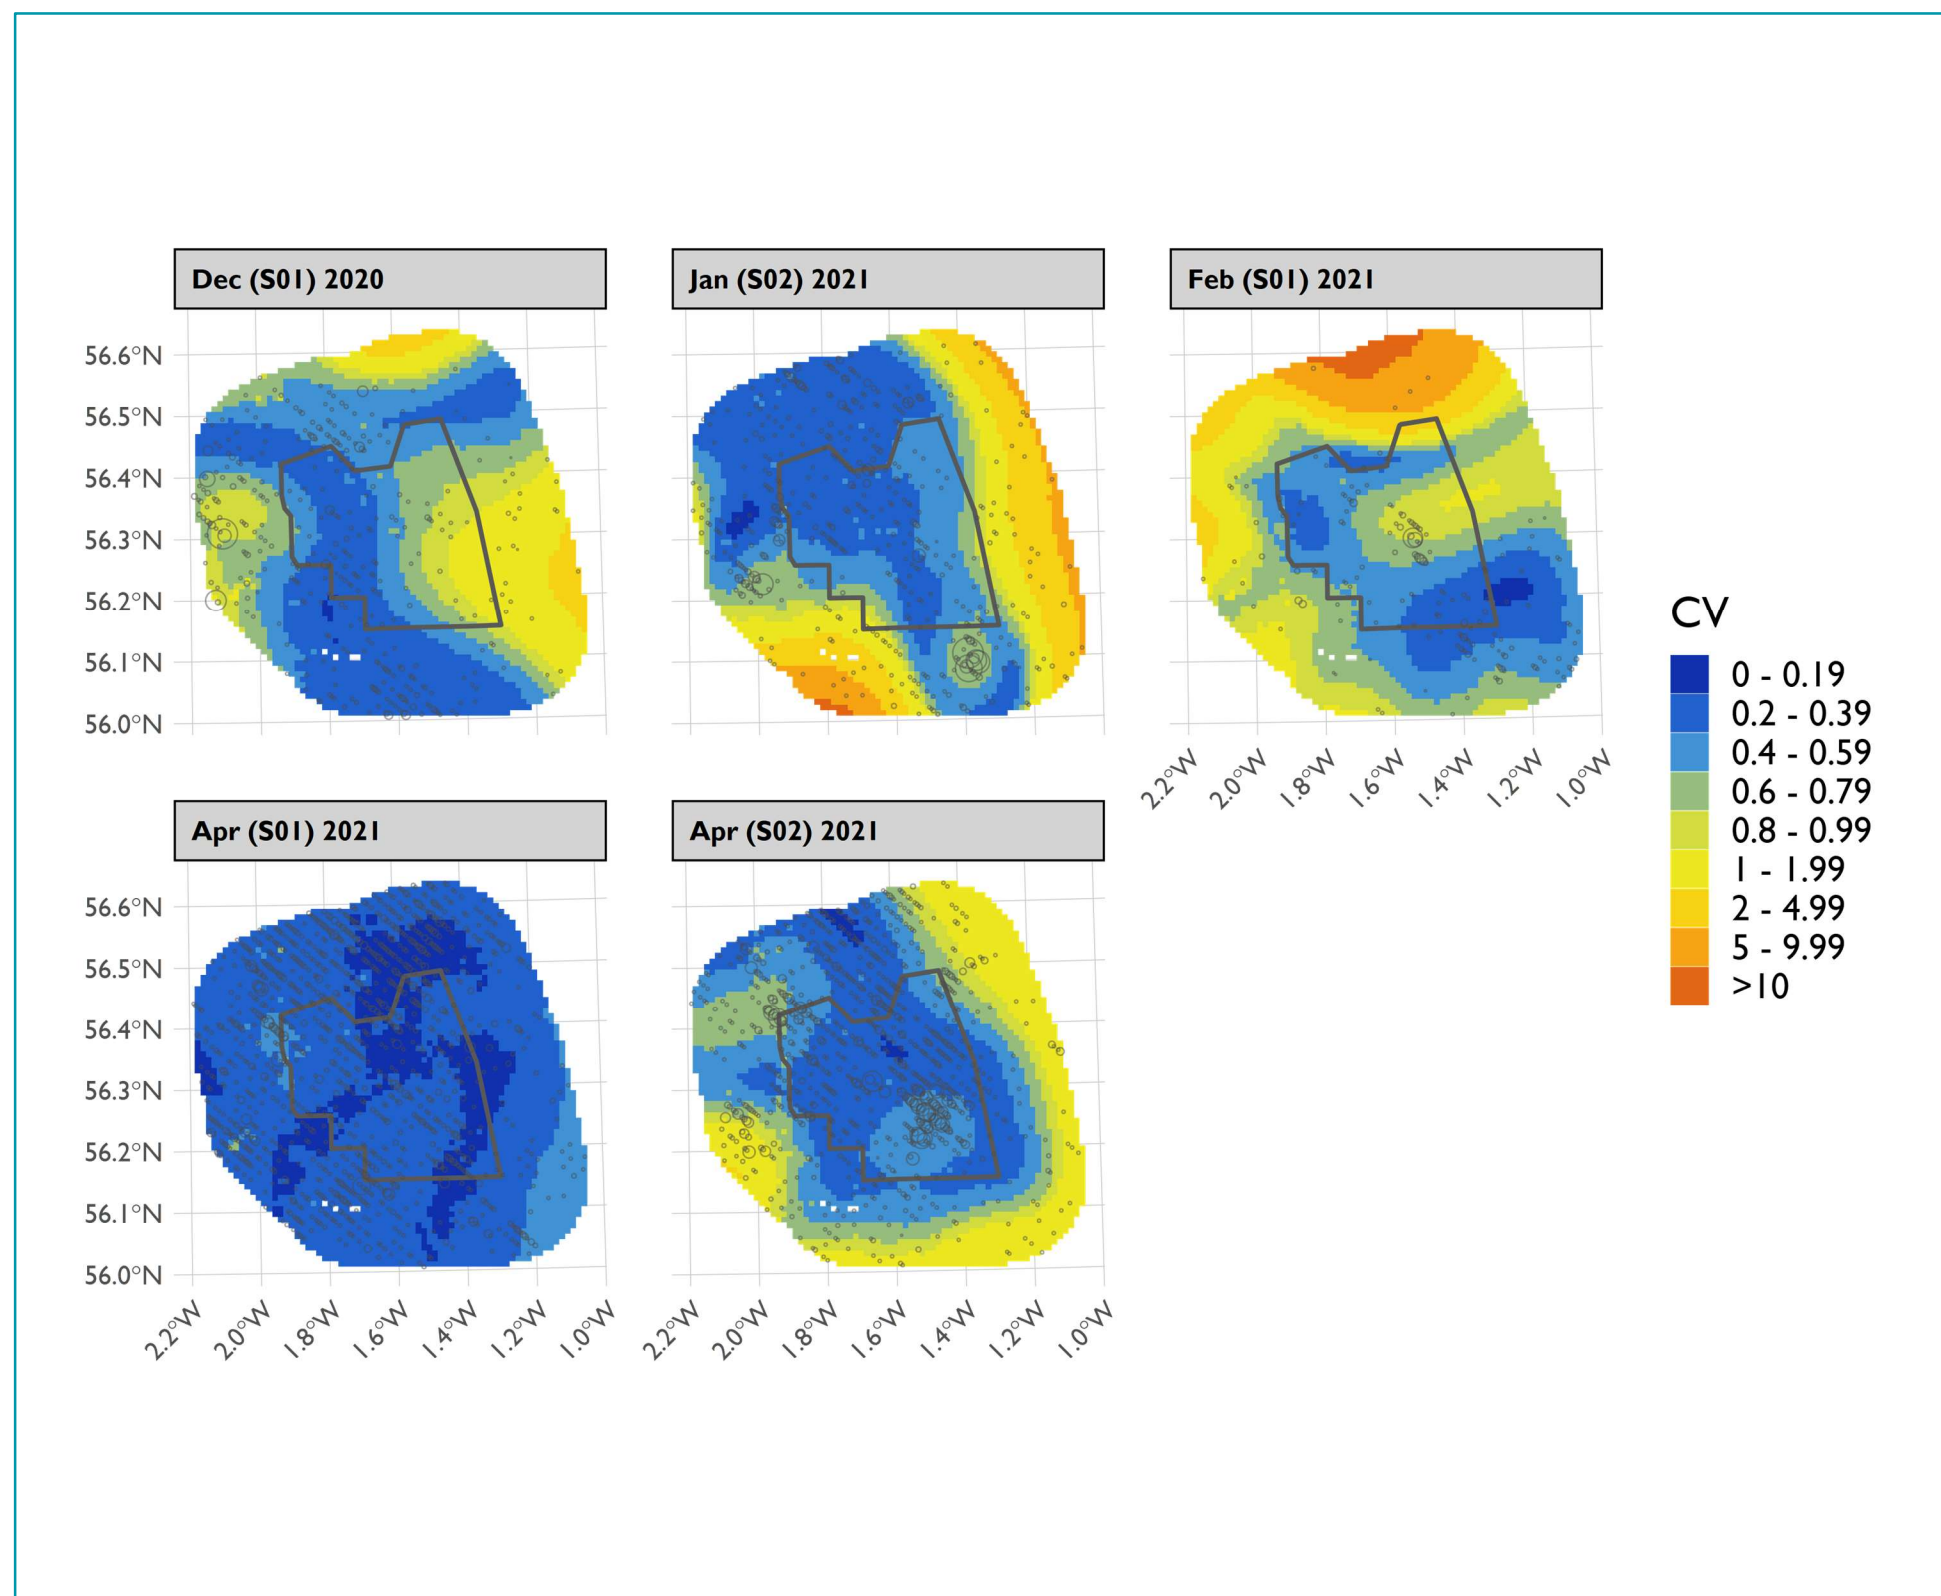 Dec (S01) 2020
Jan (S02) 2021
Feb (S01) 2021
56.6°N
56.5°N
56.4°N
56.3°N
56.2°N
56.1°N
56.0°N
2.2°W
2.0°W
1.8°W
1.6°W
1.4°W
1.2°W
1.0°W
CV
0 - 0.19
0.2 - 0.39
0.4 - 0.59
0.6 - 0.79
0.8 - 0.99
1 - 1.99
2 - 4.99
5 - 9.99
>10
Apr (S01) 2021
Apr (S02) 2021
56.6°N
56.5°N
56.4°N
56.3°N
56.2°N
56.1°N
56.0°N
2.2°W
2.0°W
1.8°W
1.6°W
1.4°W
1.2°W
1.0°W
2.2°W
2.0°W
1.8°W
1.6°W
1.4°W
1.2°W
1.0°W